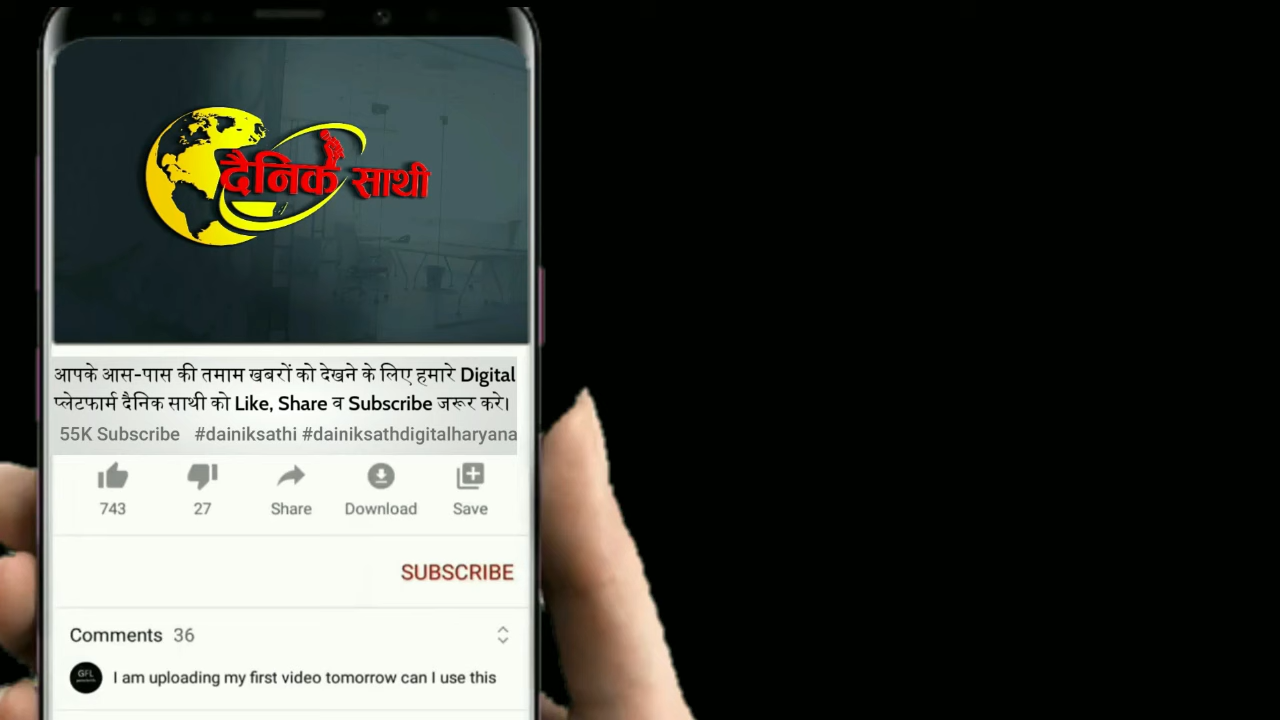 दैनिक साथी
आपके आस-पास की तमाम खबरों को देखने के लिए हमारे Digital
प्लेटफार्म दैनिक साथी को Like, Share व Subscribe जरूर करे।
55K Subscribe #dainiksathi #dainiksathdigitalharyana
743 27 Share Download Save
SUBSCRIBE
Comments 36
GFL
I am uploading my first video tomorrow can I use this